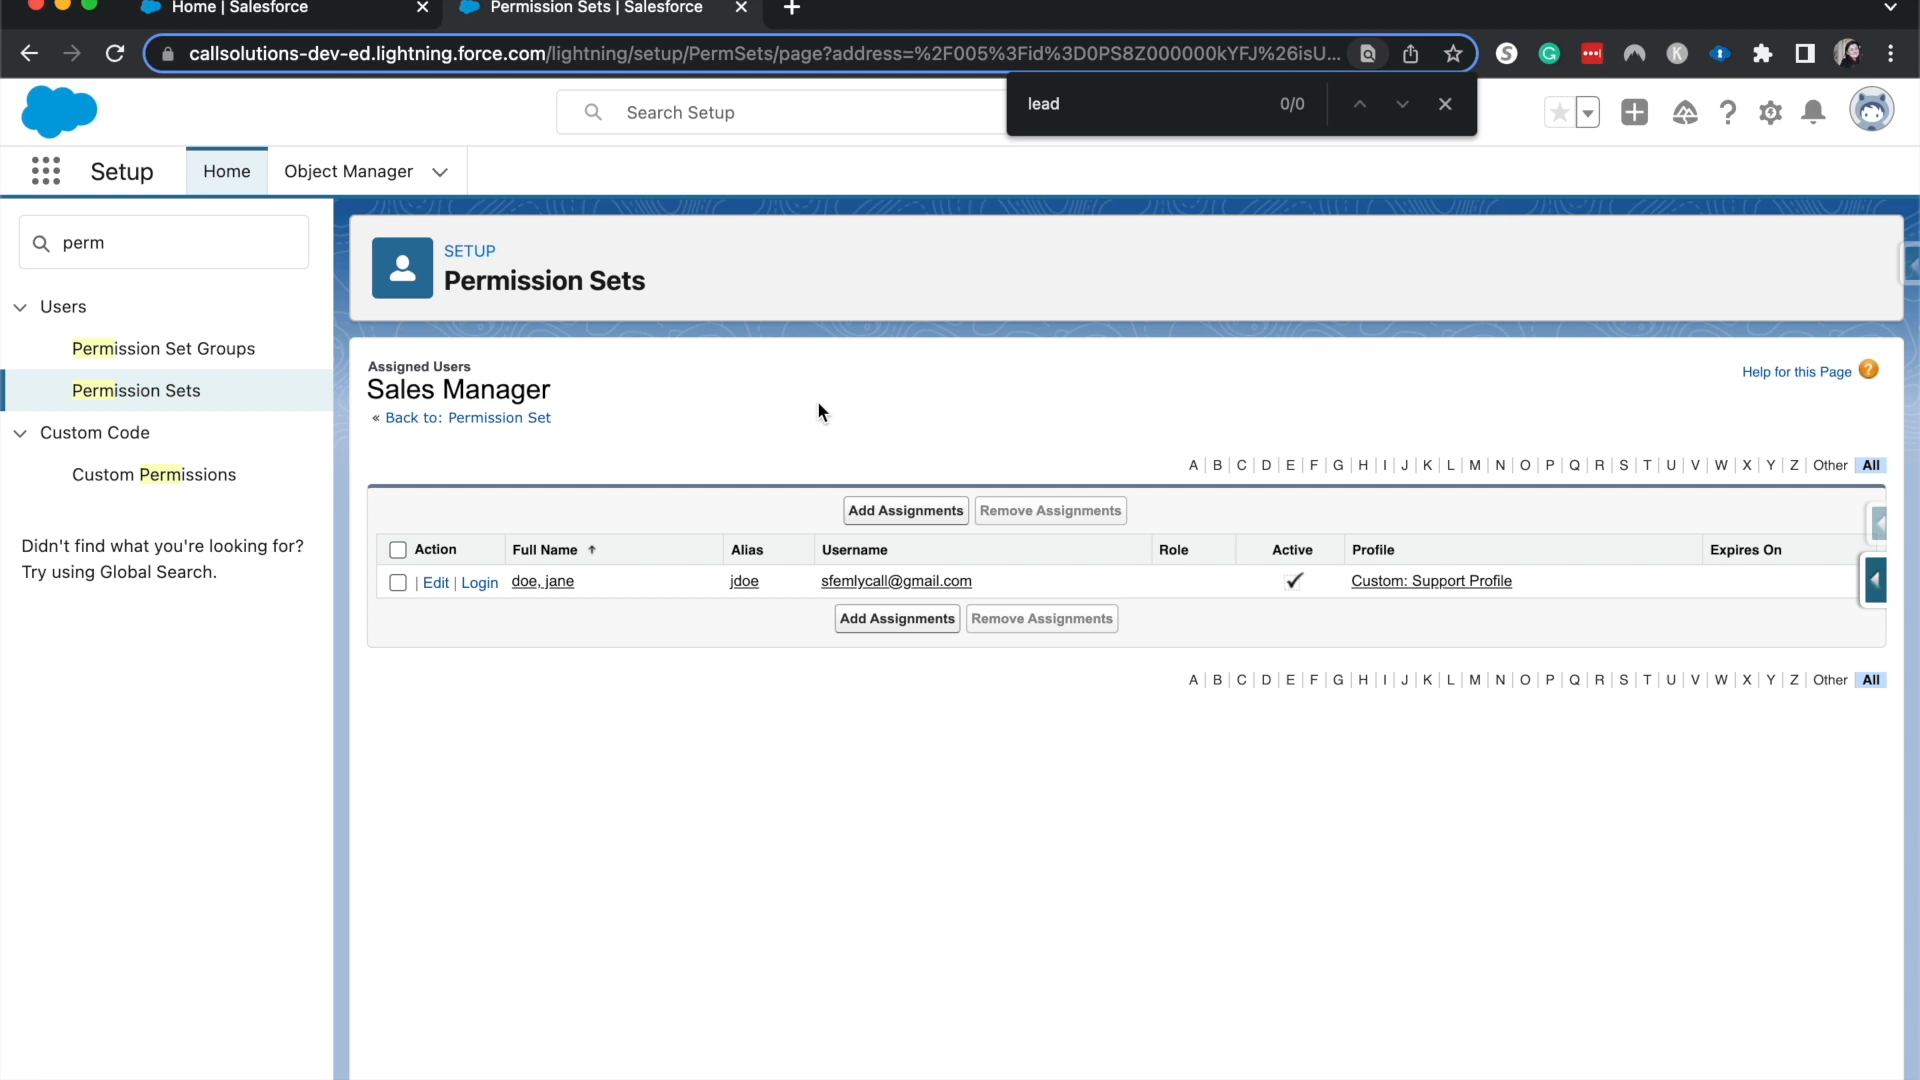 Home | Salesforce
Permission Sets | Salesforce
callsolutions-dev-ed.lightning.force.com/lightning/setup/PermSets/page?address=%2F005%3Fid%3D0PS8Z000000kYFJ%26isU...
lead 0/0
Search Setup
Setup
Home
Object Manager
perm
Users
Permission Set Groups
Permission Sets
Custom Code
Custom Permissions
Didn't find what you're looking for?
Try using Global Search.
SETUP
Permission Sets
Assigned Users
Sales Manager
« Back to: Permission Set
Help for this Page ?
A | B | C | D | E | F | G | H | I | J | K | L | M | N | O | P | Q | R | S | T | U | V | W | X | Y | Z | Other | All
Add Assignments Remove Assignments
Action Full Name Alias Username Role Active Profile Expires On
| Edit | Login doe, jane jdoe sfemlycall@gmail.com Custom: Support Profile
Add Assignments Remove Assignments
A | B | C | D | E | F | G | H | I | J | K | L | M | N | O | P | Q | R | S | T | U | V | W | X | Y | Z | Other | All